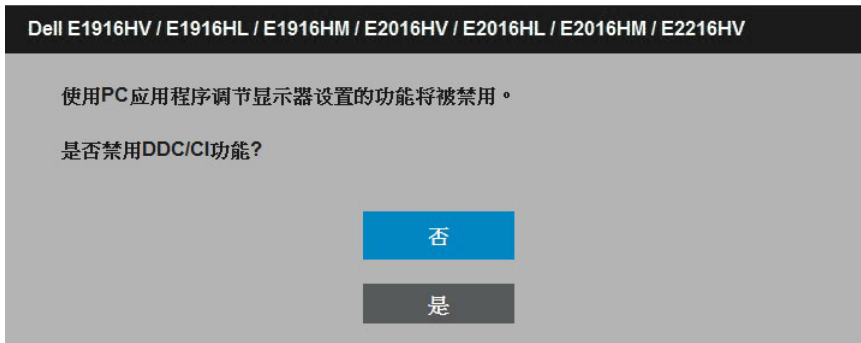 Dell E1916HV / E1916HL / E1916HM / E2016HV / E2016HL / E2016HM / E2216HV
使用PC应用程序调节显示器设置的功能将被禁用。
是否禁用DDC/CI功能?
否
是